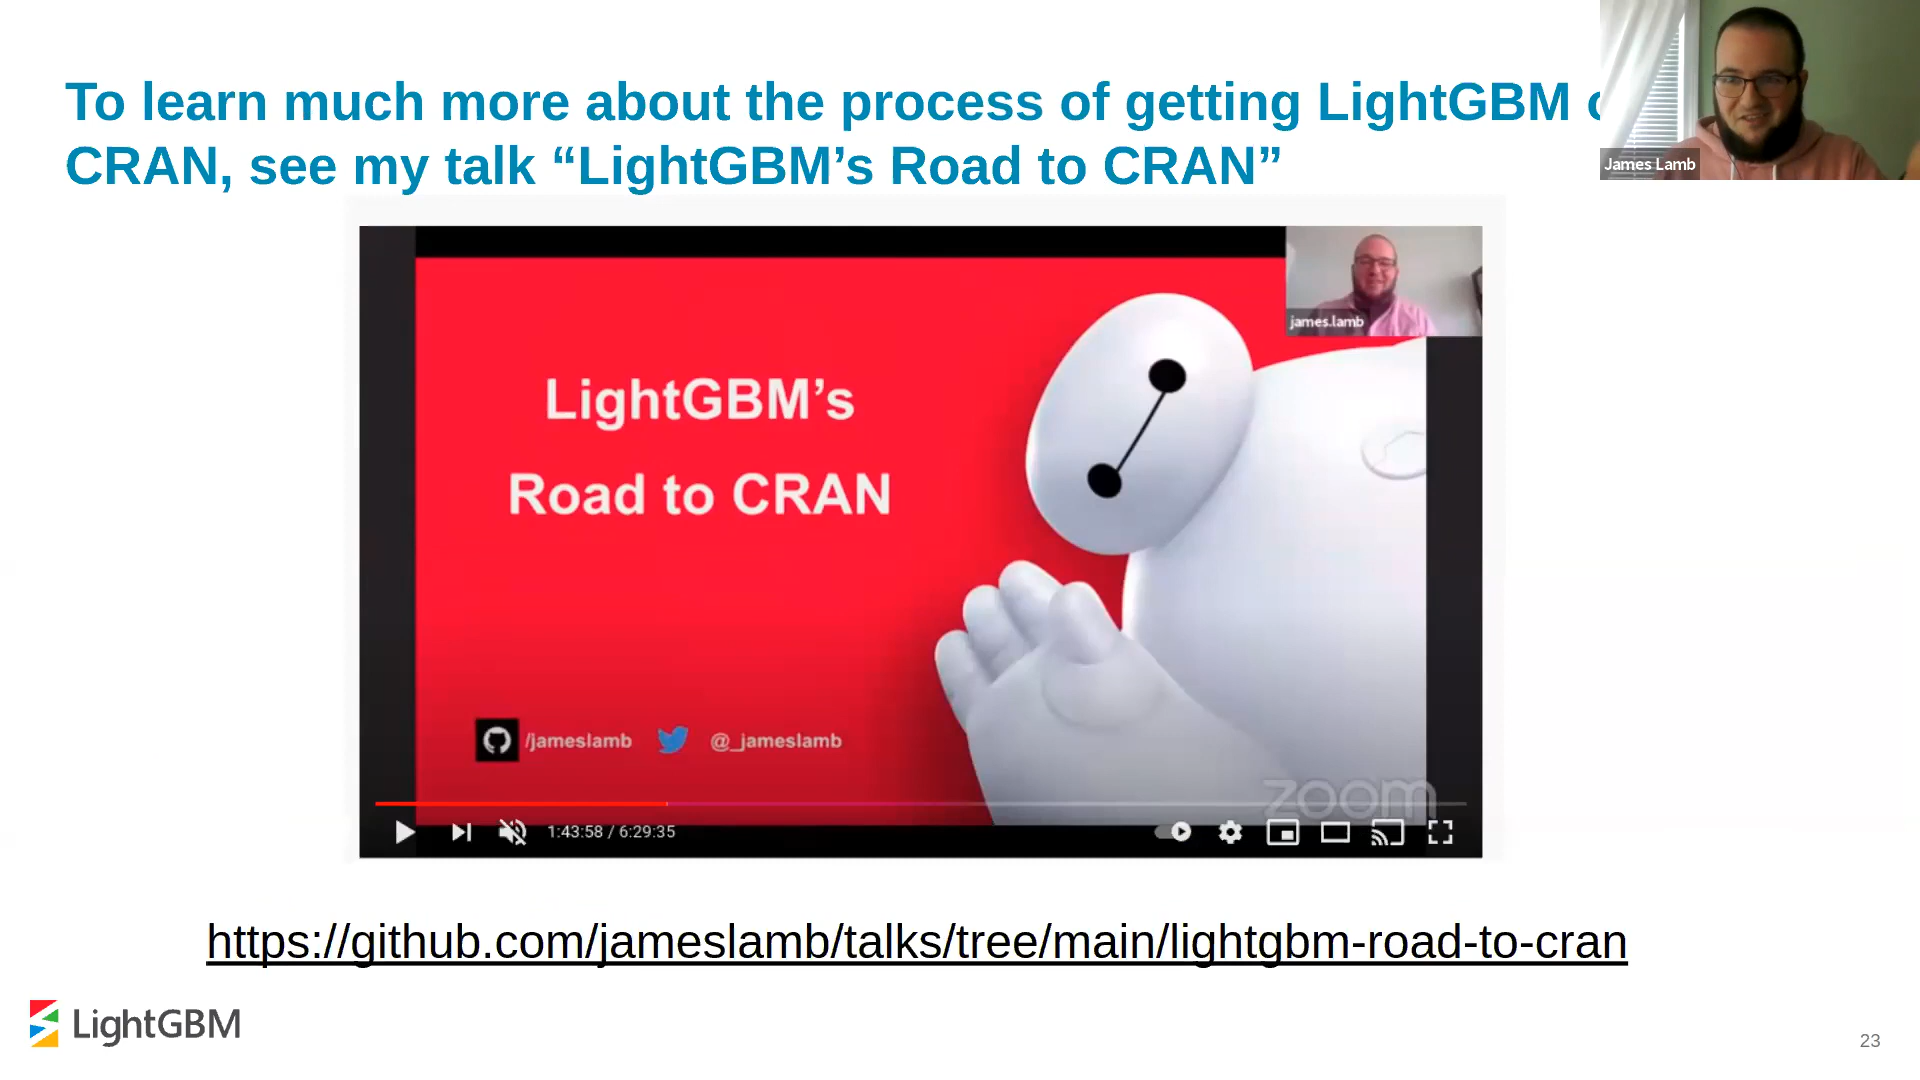 To learn much more about the process of getting LightGBM
CRAN, see my talk “LightGBM’s Road to CRAN”
James Lamb
james.lamb
LightGBM’s
Road to CRAN
/jameslamb @_jameslamb
zoom
1:43:58 / 6:29:35
https://github.com/jameslamb/talks/tree/main/lightgbm-road-to-cran
LightGBM
23